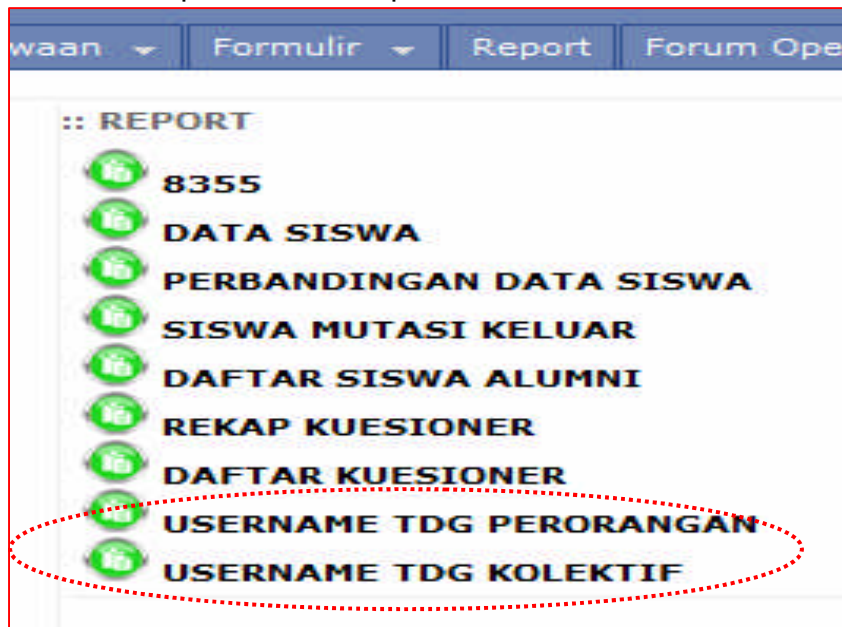 waan Formulir Report Forum Ope
:: REPORT
8355
DATA SISWA
PERBANDINGAN DATA SISWA
SISWA MUTASI KELUAR
DAFTAR SISWA ALUMNI
REKAP KUESIONER
DAFTAR KUESIONER
USERNAME TDG PERORANGAN
USERNAME TDG KOLEKTIF